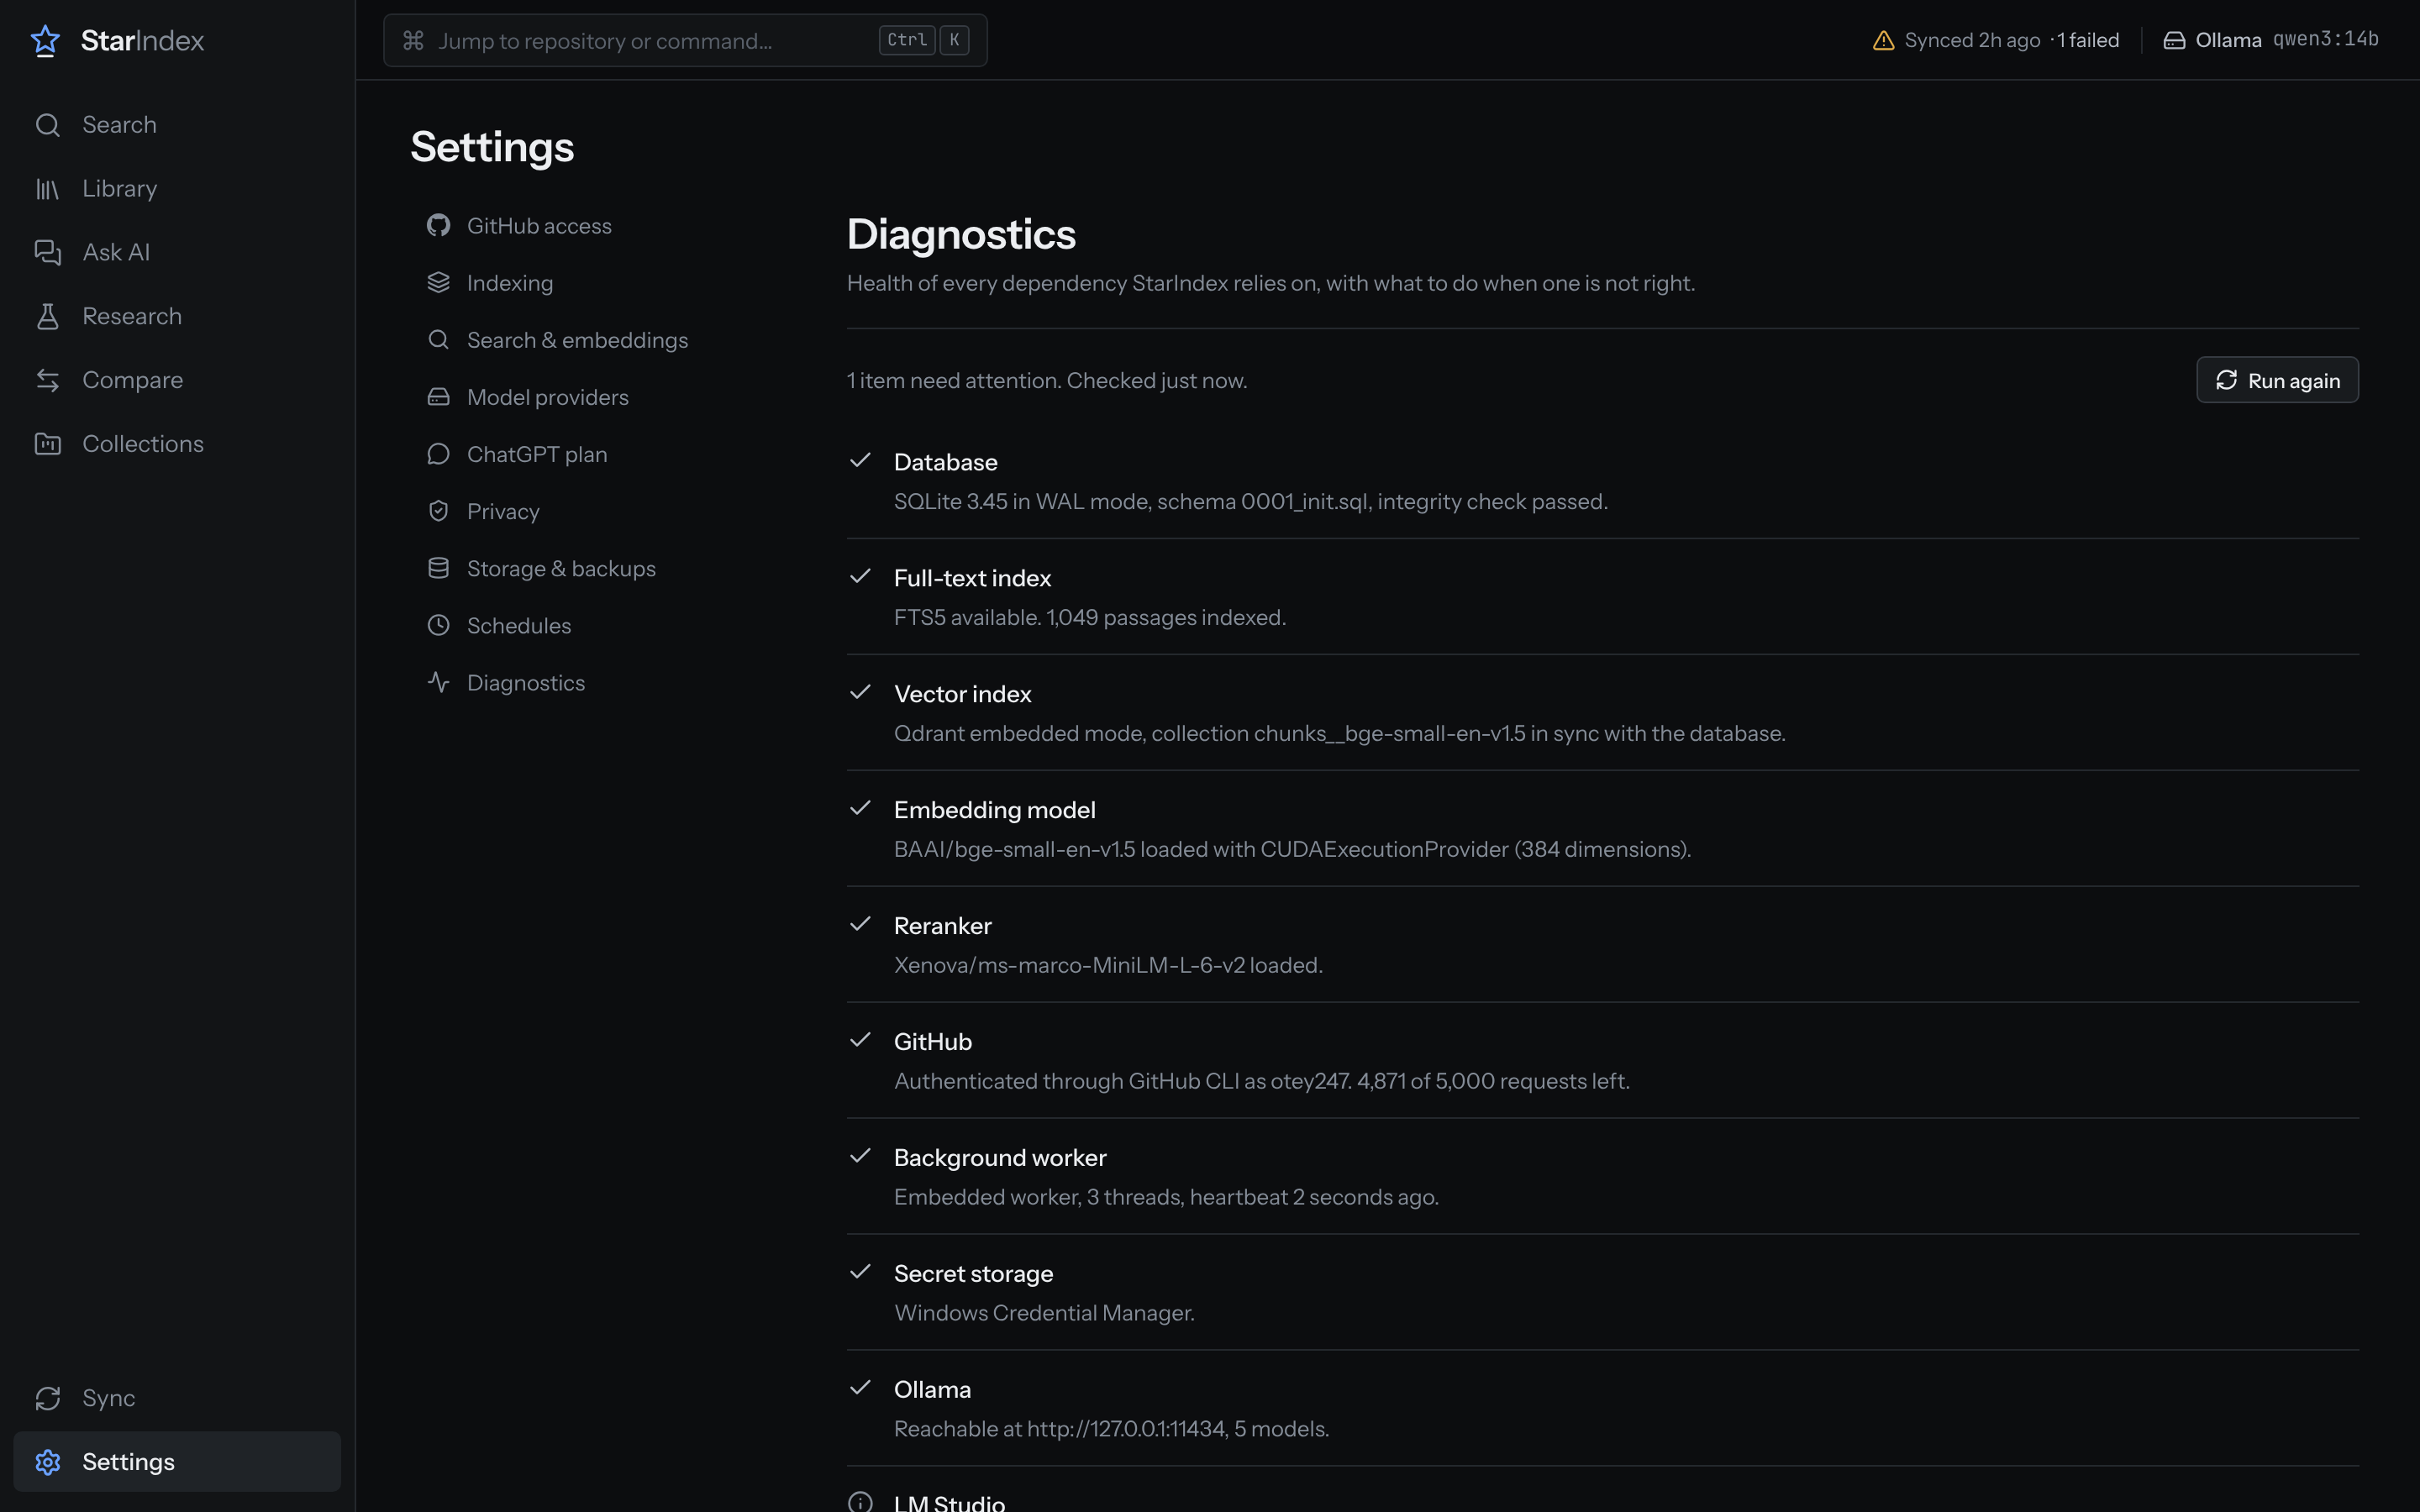 StarIndex
Jump to repository or command...
Ctrl K
Synced 2h ago · 1 failed
Ollama qwen3:14b
Search
Library
Ask AI
Research
Compare
Collections
Sync
Settings
Settings
GitHub access
Indexing
Search & embeddings
Model providers
ChatGPT plan
Privacy
Storage & backups
Schedules
Diagnostics
Diagnostics
Health of every dependency StarIndex relies on, with what to do when one is not right.
1 item need attention. Checked just now.
Run again
Database
SQLite 3.45 in WAL mode, schema 0001_init.sql, integrity check passed.
Full-text index
FTS5 available. 1,049 passages indexed.
Vector index
Qdrant embedded mode, collection chunks__bge-small-en-v1.5 in sync with the database.
Embedding model
BAAI/bge-small-en-v1.5 loaded with CUDAExecutionProvider (384 dimensions).
Reranker
Xenova/ms-marco-MiniLM-L-6-v2 loaded.
GitHub
Authenticated through GitHub CLI as otey247. 4,871 of 5,000 requests left.
Background worker
Embedded worker, 3 threads, heartbeat 2 seconds ago.
Secret storage
Windows Credential Manager.
Ollama
Reachable at http://127.0.0.1:11434, 5 models.
LM Studio